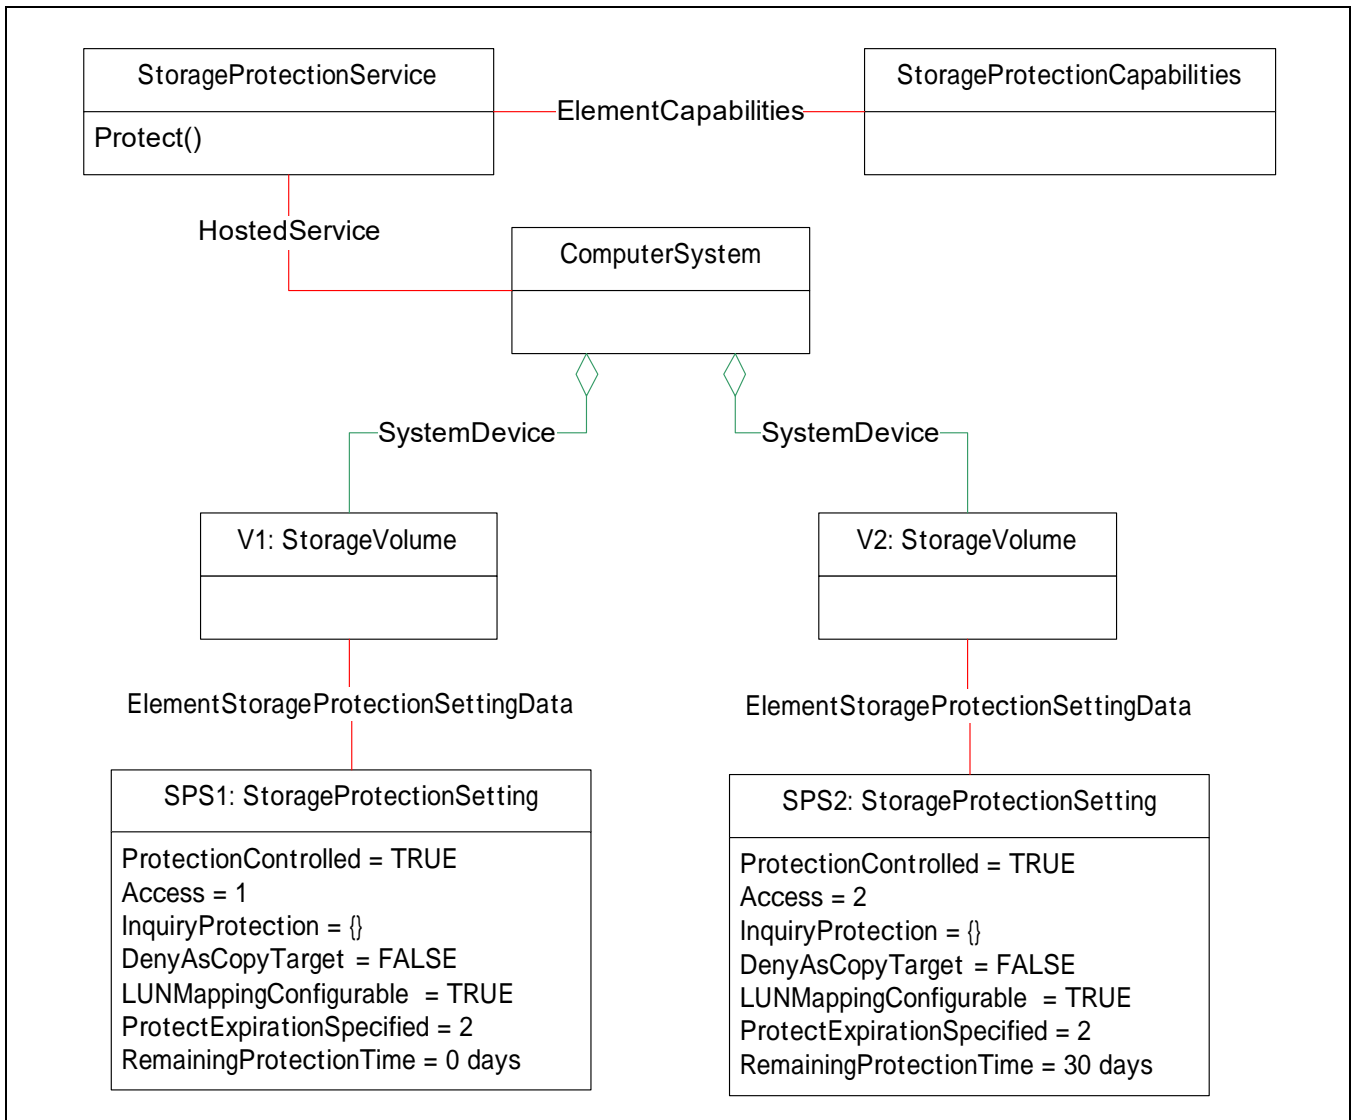 StorageProtectionService
Protect()
ElementCapabilities
StorageProtectionCapabilities
HostedService
ComputerSystem
SystemDevice
SystemDevice
V1: StorageVolume
V2: StorageVolume
ElementStorageProtectionSettingData
ElementStorageProtectionSettingData
SPS1: StorageProtectionSetting
ProtectionControlled = TRUE
Access = 1
InquiryProtection = {}
DenyAsCopyTarget = FALSE
LUNMappingConfigurable = TRUE
ProtectExpirationSpecified = 2
RemainingProtectionTime = 0 days
SPS2: StorageProtectionSetting
ProtectionControlled = TRUE
Access = 2
InquiryProtection = {}
DenyAsCopyTarget = FALSE
LUNMappingConfigurable = TRUE
ProtectExpirationSpecified = 2
RemainingProtectionTime = 30 days